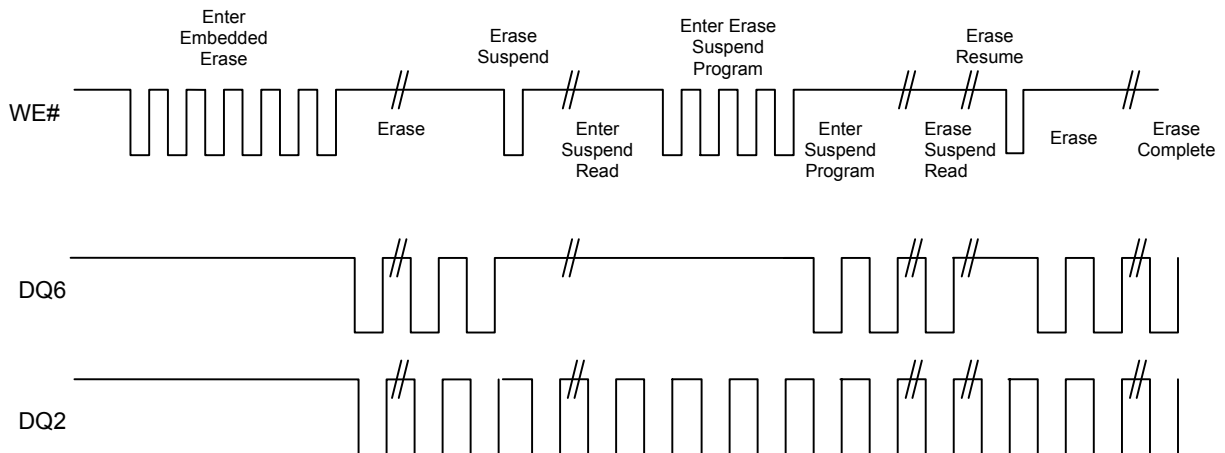 Enter
Embedded
Erase
Erase
Suspend
Enter Erase
Suspend
Program
Erase
Resume
WE#
Erase
Enter
Suspend
Read
Enter
Suspend
Program
Erase
Suspend
Read
Erase
Erase
Complete
DQ6
DQ2